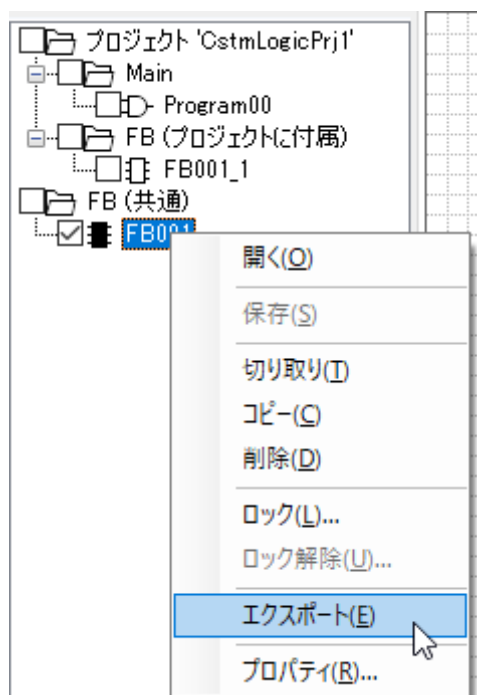 プロジェクト 'CstmLogicPrj1'
Main
Program00
FB (プロジェクトに付属)
FB001_1
FB (共通)
FB001
開く(O)
保存(S)
切り取り(T)
コピー(C)
削除(D)
ロック(L)...
ロック解除(U)...
エクスポート(E)
プロパティ(R)...